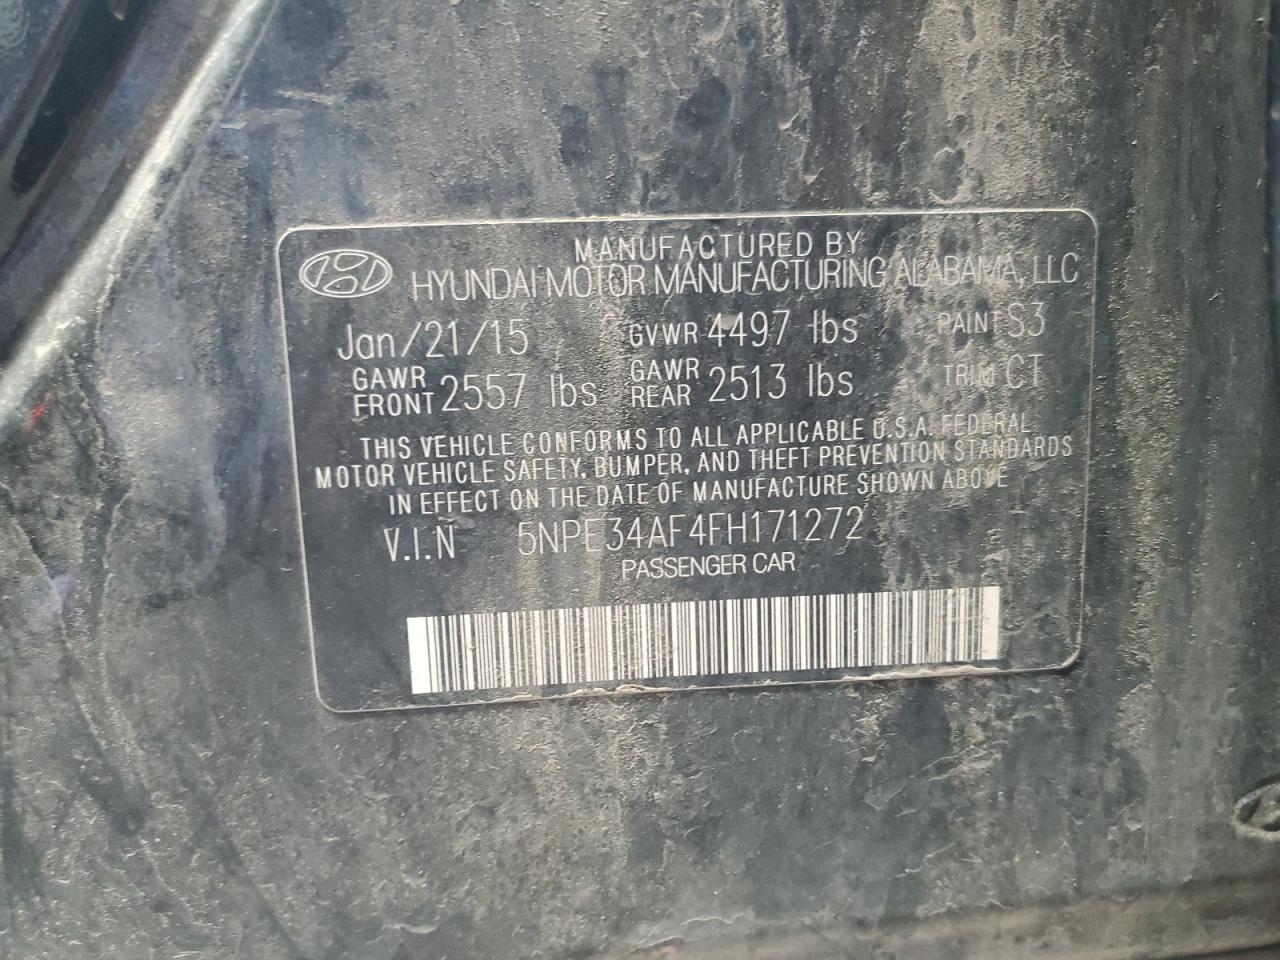 MANUFACTURED BY
HYUNDAI MOTOR MANUFACTURING ALABAMA, LLC
Jan/21/15 GVWR 4497 lbs PAINT S3
GAWR FRONT 2557 lbs GAWR REAR 2513 lbs TRIM CT
THIS VEHICLE CONFORMS TO ALL APPLICABLE U.S.A. FEDERAL
MOTOR VEHICLE SAFETY, BUMPER, AND THEFT PREVENTION STANDARDS
IN EFFECT ON THE DATE OF MANUFACTURE SHOWN ABOVE
V.I.N 5NPE34AF4FH171272
PASSENGER CAR